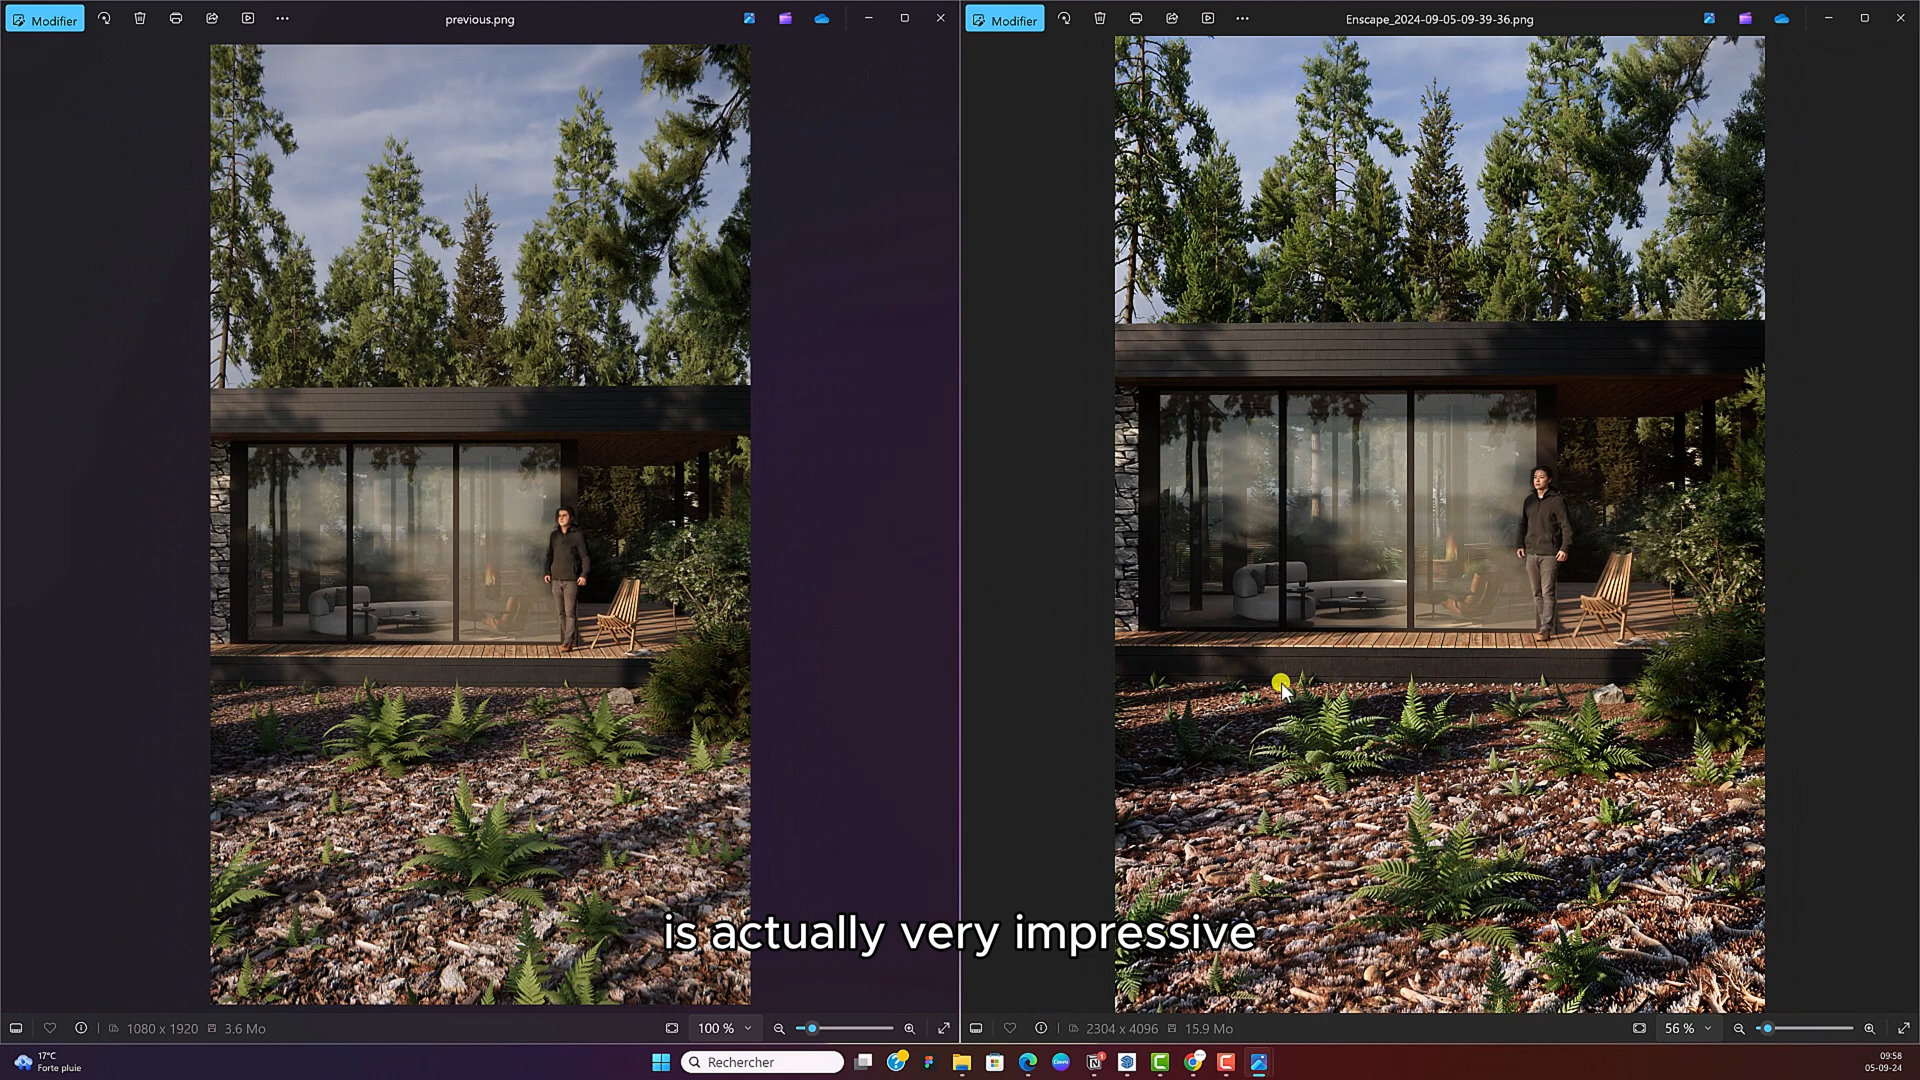 Modifier
previous.png
Modifier
Enscape_2024-09-05-09-39-36.png
is actually very impressive
1080 x 1920
3.6 Mo
100 %
2304 x 4096
15.9 Mo
56 %
17°C
Forte pluie
Rechercher
09:58
05-09-24